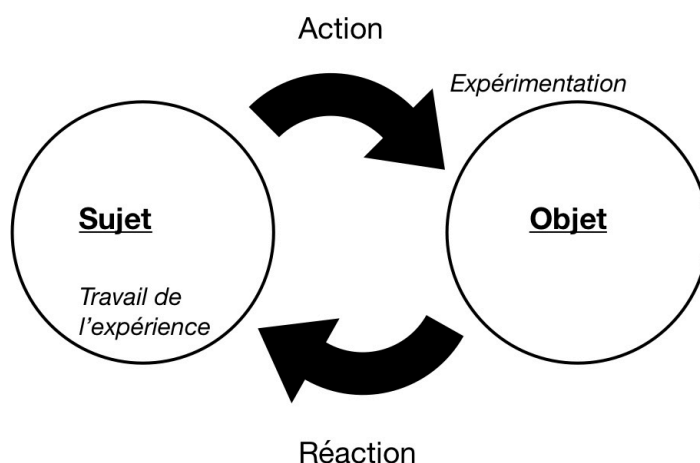 Action
Expérimentation
Sujet
Objet
Travail de
l’expérience
Réaction